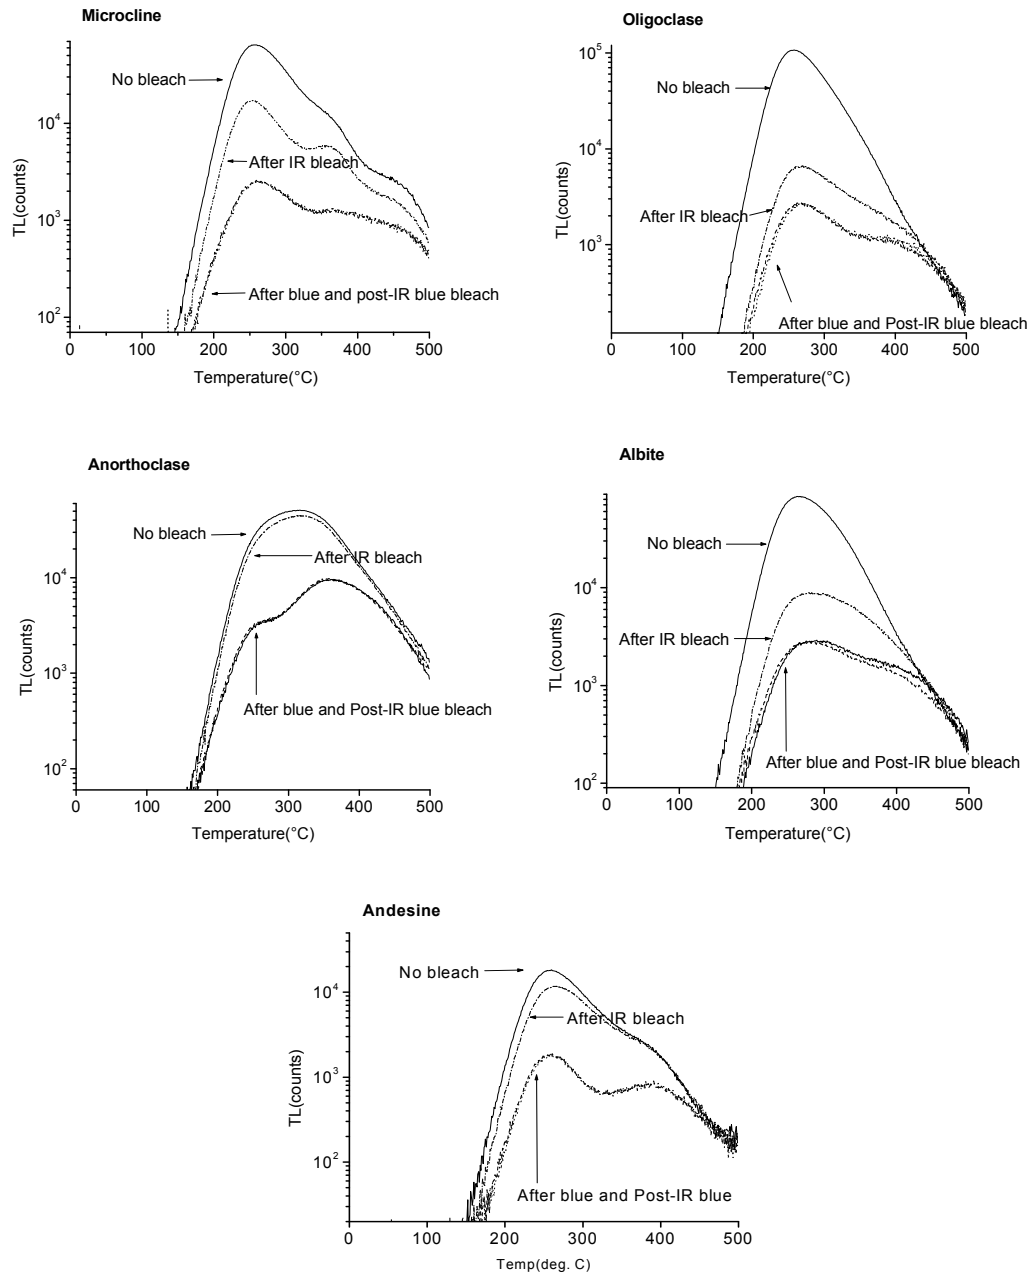 Microcline
No bleach
After IR bleach
After blue and post-IR blue bleach
TL(counts)
10^4
10^3
10^2
0 100 200 300 400 500
Temperature(°C)
Oligoclase
No bleach
After IR bleach
After blue and Post-IR blue bleach
TL(counts)
10^5
10^4
10^3
0 100 200 300 400 500
Temperature(°C)
Anorthoclase
No bleach
After IR bleach
After blue and Post-IR blue bleach
TL(counts)
10^4
10^3
10^2
0 100 200 300 400 500
Temperature(°C)
Albite
No bleach
After IR bleach
After blue and Post-IR blue bleach
TL(counts)
10^4
10^3
10^2
0 100 200 300 400 500
Temperature(°C)
Andesine
No bleach
After IR bleach
After blue and Post-IR blue
TL(counts)
10^4
10^3
10^2
0 100 200 300 400 500
Temp(deg. C)